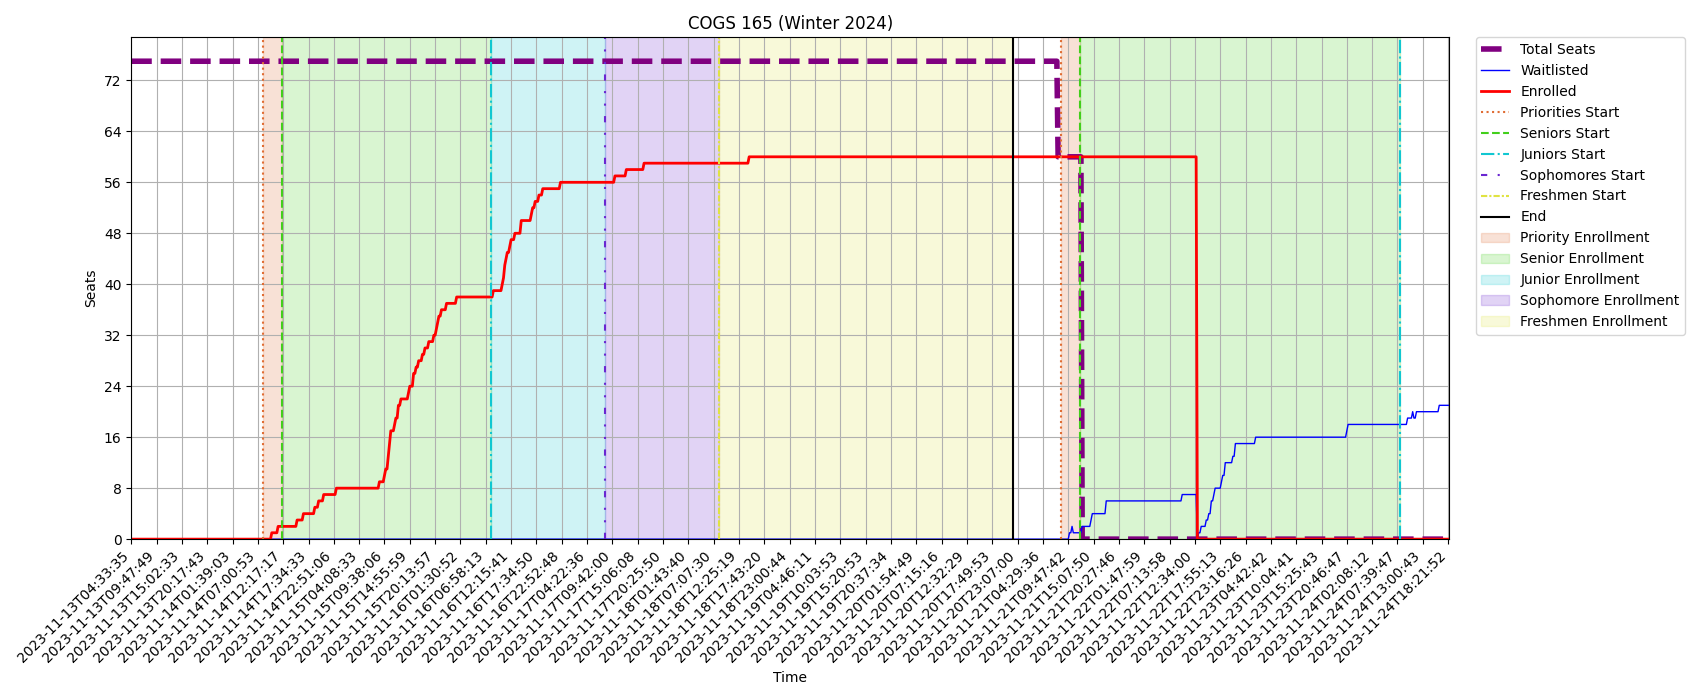 COGS 165 (Winter 2024)
Seats
72
64
56
48
40
32
24
16
8
0
2023-11-13T04:33:35
2023-11-13T09:47:49
2023-11-13T15:02:33
2023-11-13T20:17:43
2023-11-14T01:39:03
2023-11-14T07:00:53
2023-11-14T12:17:17
2023-11-14T17:34:33
2023-11-14T22:51:06
2023-11-15T04:08:33
2023-11-15T09:38:06
2023-11-15T14:55:59
2023-11-15T20:13:57
2023-11-16T01:30:52
2023-11-16T06:58:13
2023-11-16T12:15:41
2023-11-16T17:34:50
2023-11-16T22:52:48
2023-11-17T04:22:36
2023-11-17T09:42:00
2023-11-17T15:06:08
2023-11-17T20:25:50
2023-11-18T01:43:40
2023-11-18T07:07:30
2023-11-18T12:25:19
2023-11-18T17:43:20
2023-11-18T23:00:44
2023-11-19T04:46:11
2023-11-19T10:03:53
2023-11-19T15:20:53
2023-11-19T20:37:34
2023-11-20T01:54:49
2023-11-20T07:15:16
2023-11-20T12:32:29
2023-11-20T17:49:53
2023-11-20T23:07:00
2023-11-21T04:29:36
2023-11-21T09:47:42
2023-11-21T15:07:50
2023-11-21T20:27:46
2023-11-22T01:47:59
2023-11-22T07:13:58
2023-11-22T12:34:00
2023-11-22T17:55:13
2023-11-22T23:16:26
2023-11-23T04:42:42
2023-11-23T10:04:41
2023-11-23T15:25:43
2023-11-23T20:46:47
2023-11-24T02:08:12
2023-11-24T07:39:47
2023-11-24T13:00:43
2023-11-24T18:21:52
Time
Total Seats
Waitlisted
Enrolled
Priorities Start
Seniors Start
Juniors Start
Sophomores Start
Freshmen Start
End
Priority Enrollment
Senior Enrollment
Junior Enrollment
Sophomore Enrollment
Freshmen Enrollment